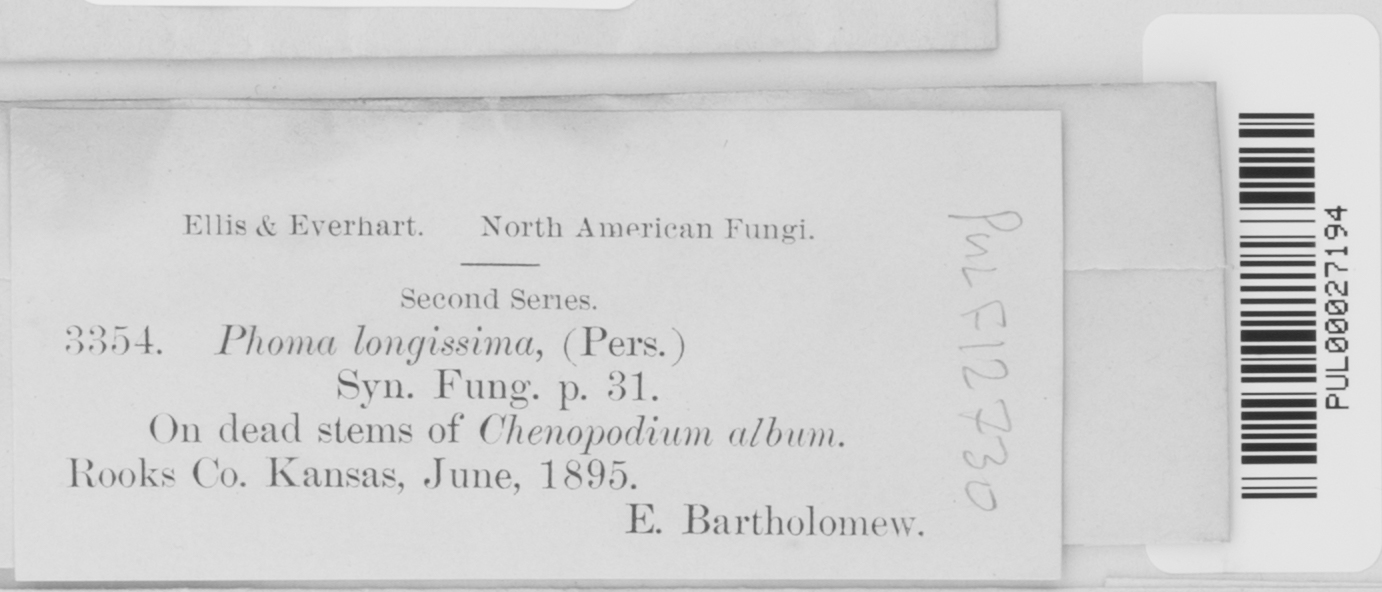 Ellis & Everhart. North American Fungi.
Second Series.
3354. Phoma longissima, (Pers.)
Syn. Fung. p. 31.
On dead stems of Chenopodium album.
Rooks Co. Kansas, June, 1895.
E. Bartholomew.
PUL F12730
PUL00027194